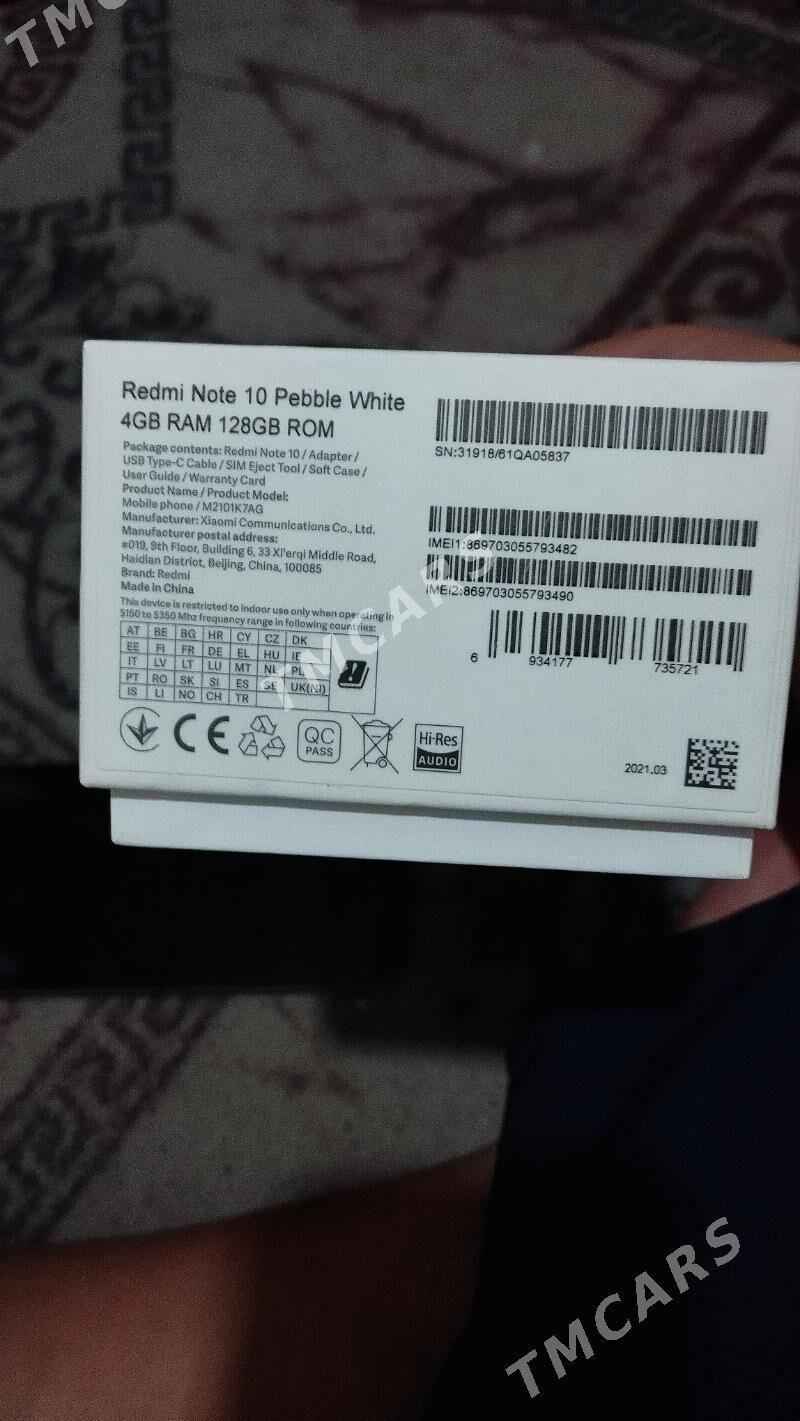 TMCARS
Redmi Note 10 Pebble White
4GB RAM 128GB ROM
Package contents: Redmi Note 10 / Adapter /
USB Type-C Cable / SIM Eject Tool / Soft Case /
User Guide / Warranty Card
Product Name / Product Model:
Mobile phone / M2101K7AG
Manufacturer: Xiaomi Communications Co., Ltd.
Manufacturer postal address:
#019, 9th Floor, Building 6, 33 Xi'erqi Middle Road,
Haidian District, Beijing, China, 100085
Brand: Redmi
Made in China
This device is restricted to indoor use only when operating in
5150 to 5350 Mhz frequency range in following countries:
AT BE BG HR CY CZ DK
EE FI FR DE EL HU IE
IT LV LT LU MT NL PL
PT RO SK SI ES SE UK(NI)
IS LI NO CH TR
CE
QC
PASS
Hi-Res
AUDIO
SN:31918/61QA05837
IMEI1:869703055793482
IMEI2:869703055793490
6 934177 735721
2021.03
TMCARS
TMCARS